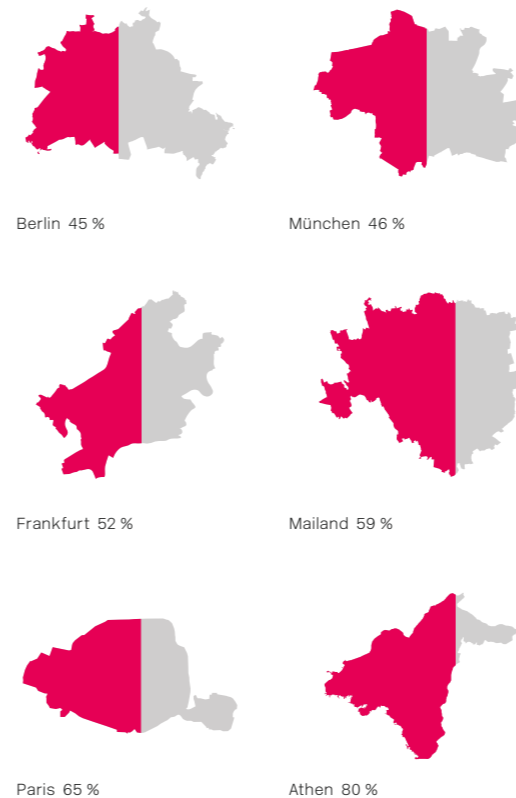 Berlin 45 %
München 46 %
Frankfurt 52 %
Mailand 59 %
Paris 65 %
Athen 80 %